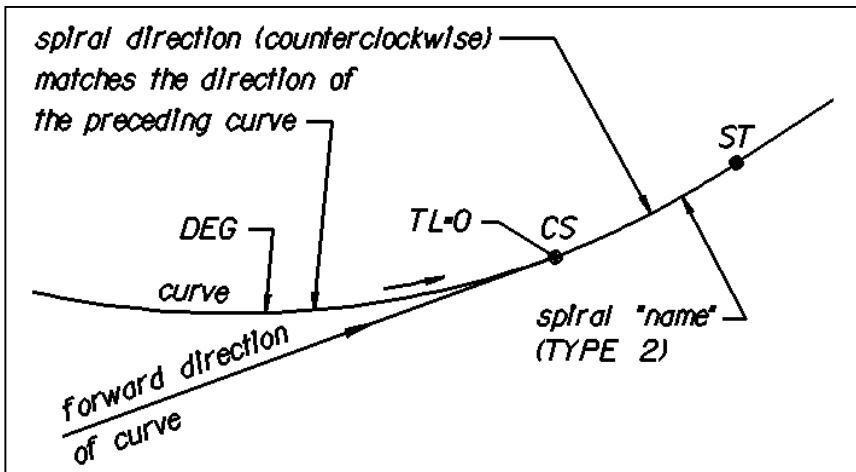 spiral direction (counterclockwise)
matches the direction of
the preceding curve
ST
DEG
TL=0
CS
curve
spiral "name"
(TYPE 2)
forward direction
of curve